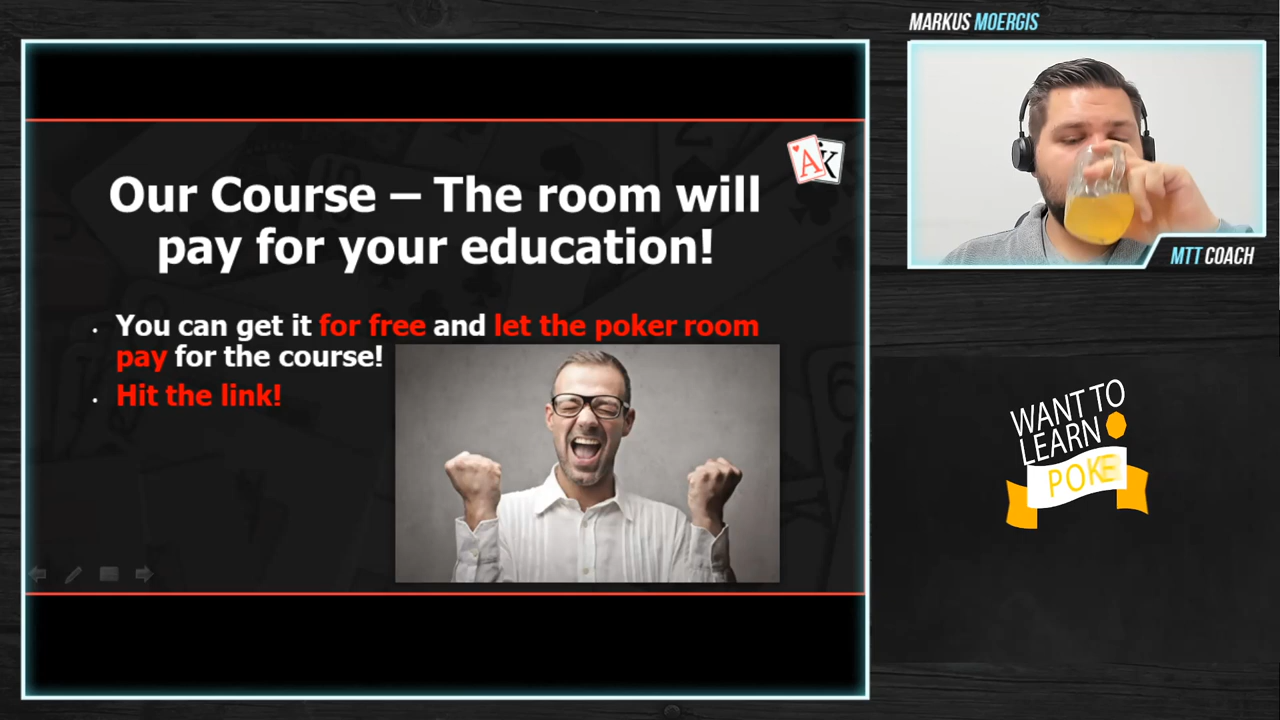 MARKUS MOERGIS
Our Course – The room will
pay for your education!
• You can get it for free and let the poker room
pay for the course!
• Hit the link!
MTT COACH
WANT TO
LEARN
POKE
A K